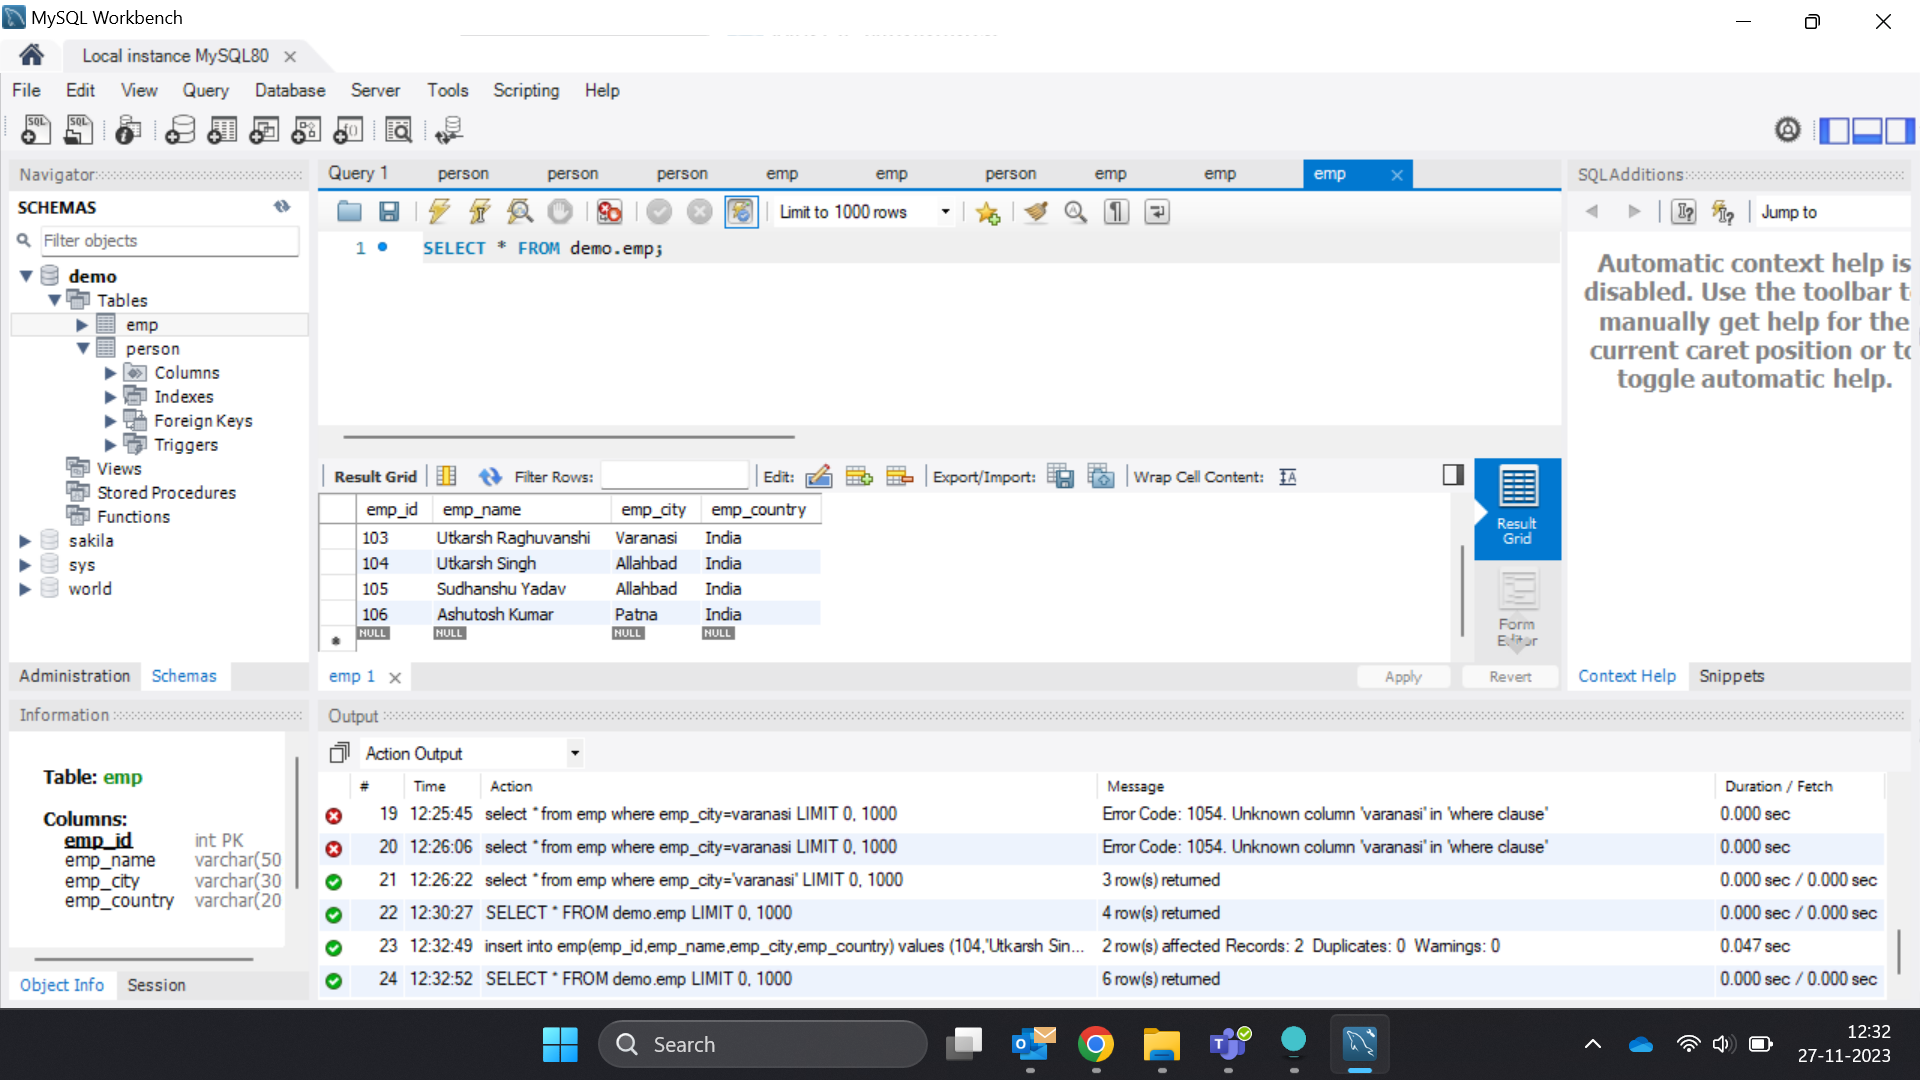 MySQL Workbench
Local instance MySQL80
File Edit View Query Database Server Tools Scripting Help
Navigator
SCHEMAS
Filter objects
demo
Tables
emp
person
Columns
Indexes
Foreign Keys
Triggers
Views
Stored Procedures
Functions
sakila
sys
world
Administration Schemas
Information
Table: emp
Columns:
emp_id int PK
emp_name varchar(50
emp_city varchar(30
emp_country varchar(20
Object Info Session
Query 1 person person person emp emp person emp emp emp
Limit to 1000 rows
1 SELECT * FROM demo.emp;
Result Grid Filter Rows: Edit: Export/Import: Wrap Cell Content:
emp_id emp_name emp_city emp_country
103 Utkarsh Raghuvanshi Varanasi India
104 Utkarsh Singh Allahbad India
105 Sudhanshu Yadav Allahbad India
106 Ashutosh Kumar Patna India
NULL NULL NULL NULL
Result
Grid
Form
Editor
emp 1 Apply Revert
SQLAdditions
Jump to
Automatic context help is
disabled. Use the toolbar t
manually get help for the
current caret position or to
toggle automatic help.
Context Help Snippets
Output
Action Output
# Time Action Message Duration / Fetch
19 12:25:45 select * from emp where emp_city=varanasi LIMIT 0, 1000 Error Code: 1054. Unknown column 'varanasi' in 'where clause' 0.000 sec
20 12:26:06 select * from emp where emp_city=varanasi LIMIT 0, 1000 Error Code: 1054. Unknown column 'varanasi' in 'where clause' 0.000 sec
21 12:26:22 select * from emp where emp_city='varanasi' LIMIT 0, 1000 3 row(s) returned 0.000 sec / 0.000 sec
22 12:30:27 SELECT * FROM demo.emp LIMIT 0, 1000 4 row(s) returned 0.000 sec / 0.000 sec
23 12:32:49 insert into emp(emp_id,emp_name,emp_city,emp_country) values (104,'Utkarsh Sin... 2 row(s) affected Records: 2 Duplicates: 0 Warnings: 0 0.047 sec
24 12:32:52 SELECT * FROM demo.emp LIMIT 0, 1000 6 row(s) returned 0.000 sec / 0.000 sec
Search
12:32
27-11-2023